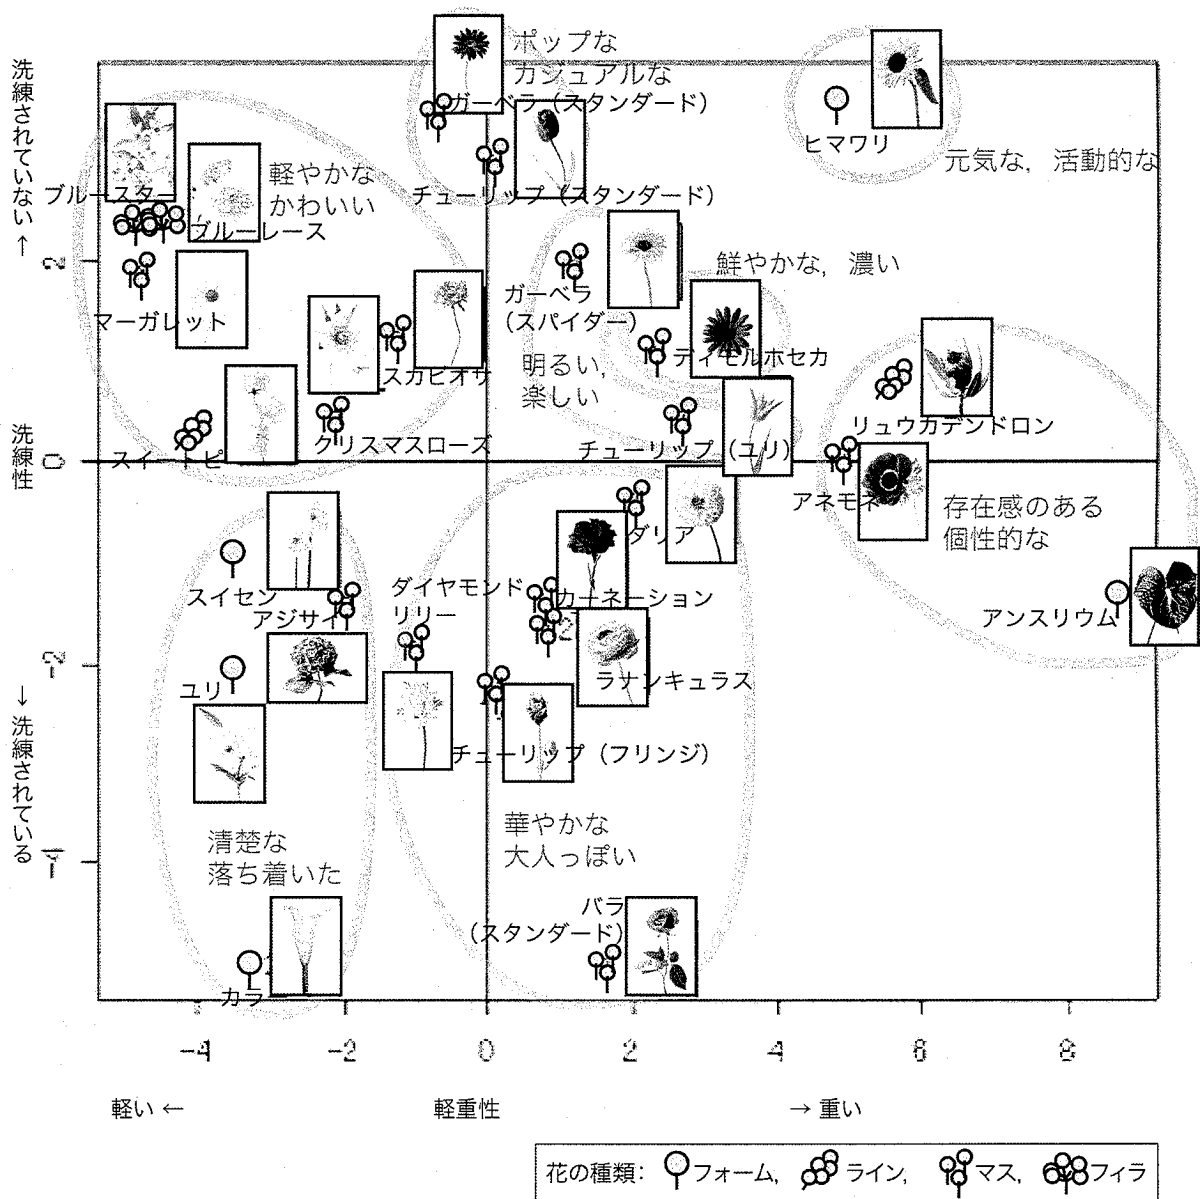 ポップな
カジュアルな
ガーベラ（スタンダード）
ヒマワリ
元気な，活動的な
洗練されていない ←
軽やかな
かわいい
ブルースター
ブルーレース
チューリップ（スタンダード）
2
鮮やかな，濃い
ガーベラ
（スパイダー）
マーガレット
ディモルホセカ
スカビオサ
明るい，
楽しい
リュウカデンドロン
クリスマスローズ
チューリップ（ユリ）
洗練性
0
アネモネ
存在感のある
個性的な
ダリア
スイセン
アジサイ
ダイヤモンド
リリー
カーネーション
アンスリウム
-2
ユリ
ラナンキュラス
→ 洗練されている
チューリップ（フリンジ）
華やかな
大人っぽい
清楚な
落ち着いた
-4
バラ
（スタンダード）
カラー
-4 -2 0 2 4 6 8
軽い ← 軽重性 → 重い
花の種類： フォーム， ライン， マス， フィラ